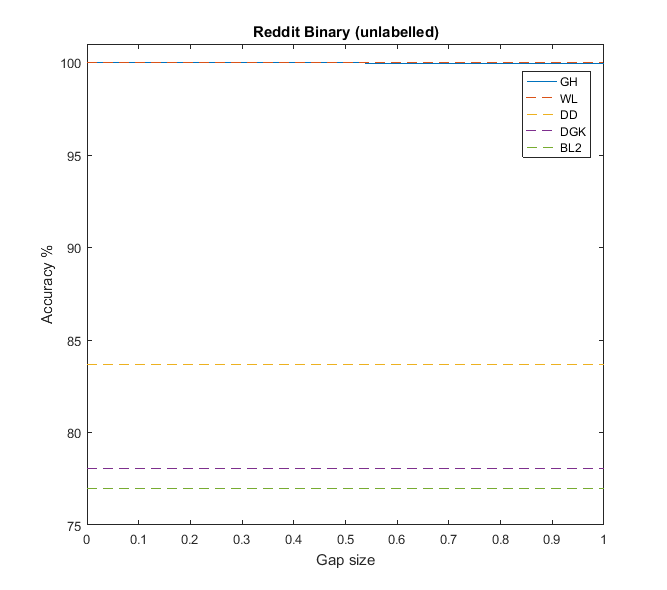 Reddit Binary (unlabelled)
100
95
90
85
80
75
Accuracy %
GH
WL
DD
DGK
BL2
0 0.1 0.2 0.3 0.4 0.5 0.6 0.7 0.8 0.9 1
Gap size